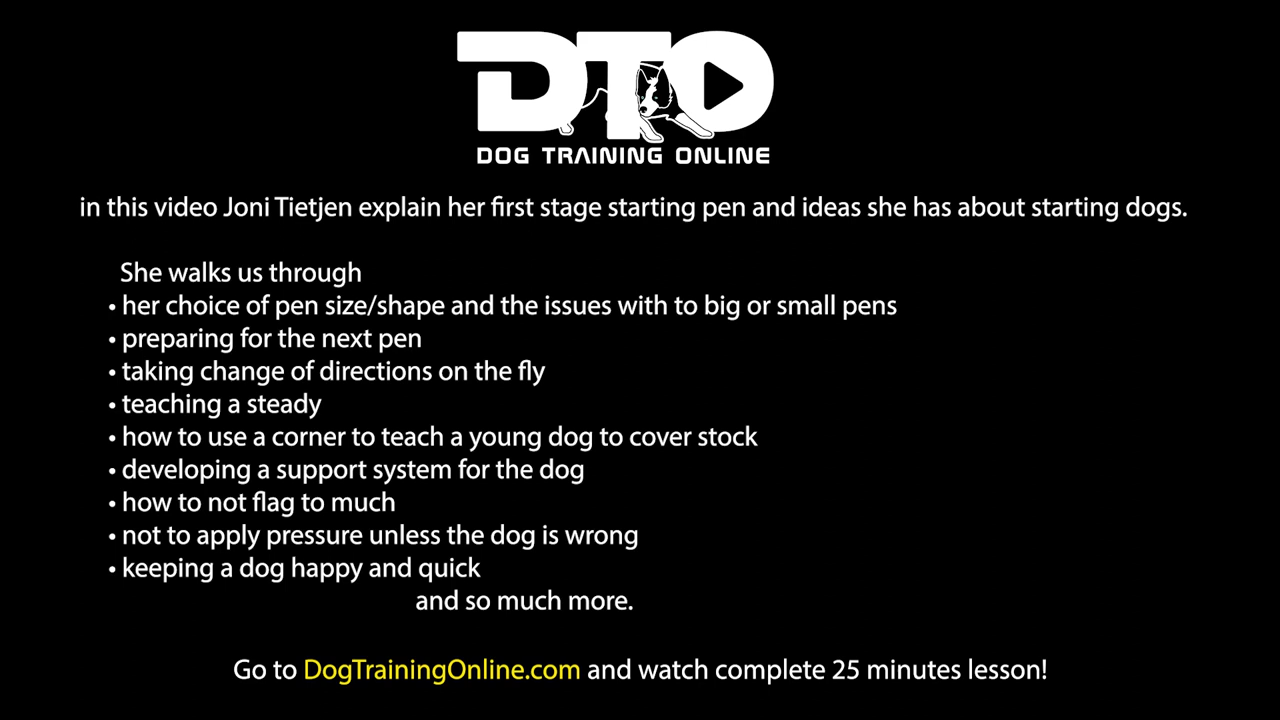 DTO
DOG TRAINING ONLINE
in this video Joni Tietjen explain her first stage starting pen and ideas she has about starting dogs.
She walks us through
• her choice of pen size/shape and the issues with to big or small pens
• preparing for the next pen
• taking change of directions on the fly
• teaching a steady
• how to use a corner to teach a young dog to cover stock
• developing a support system for the dog
• how to not flag to much
• not to apply pressure unless the dog is wrong
• keeping a dog happy and quick
and so much more.
Go to DogTrainingOnline.com and watch complete 25 minutes lesson!